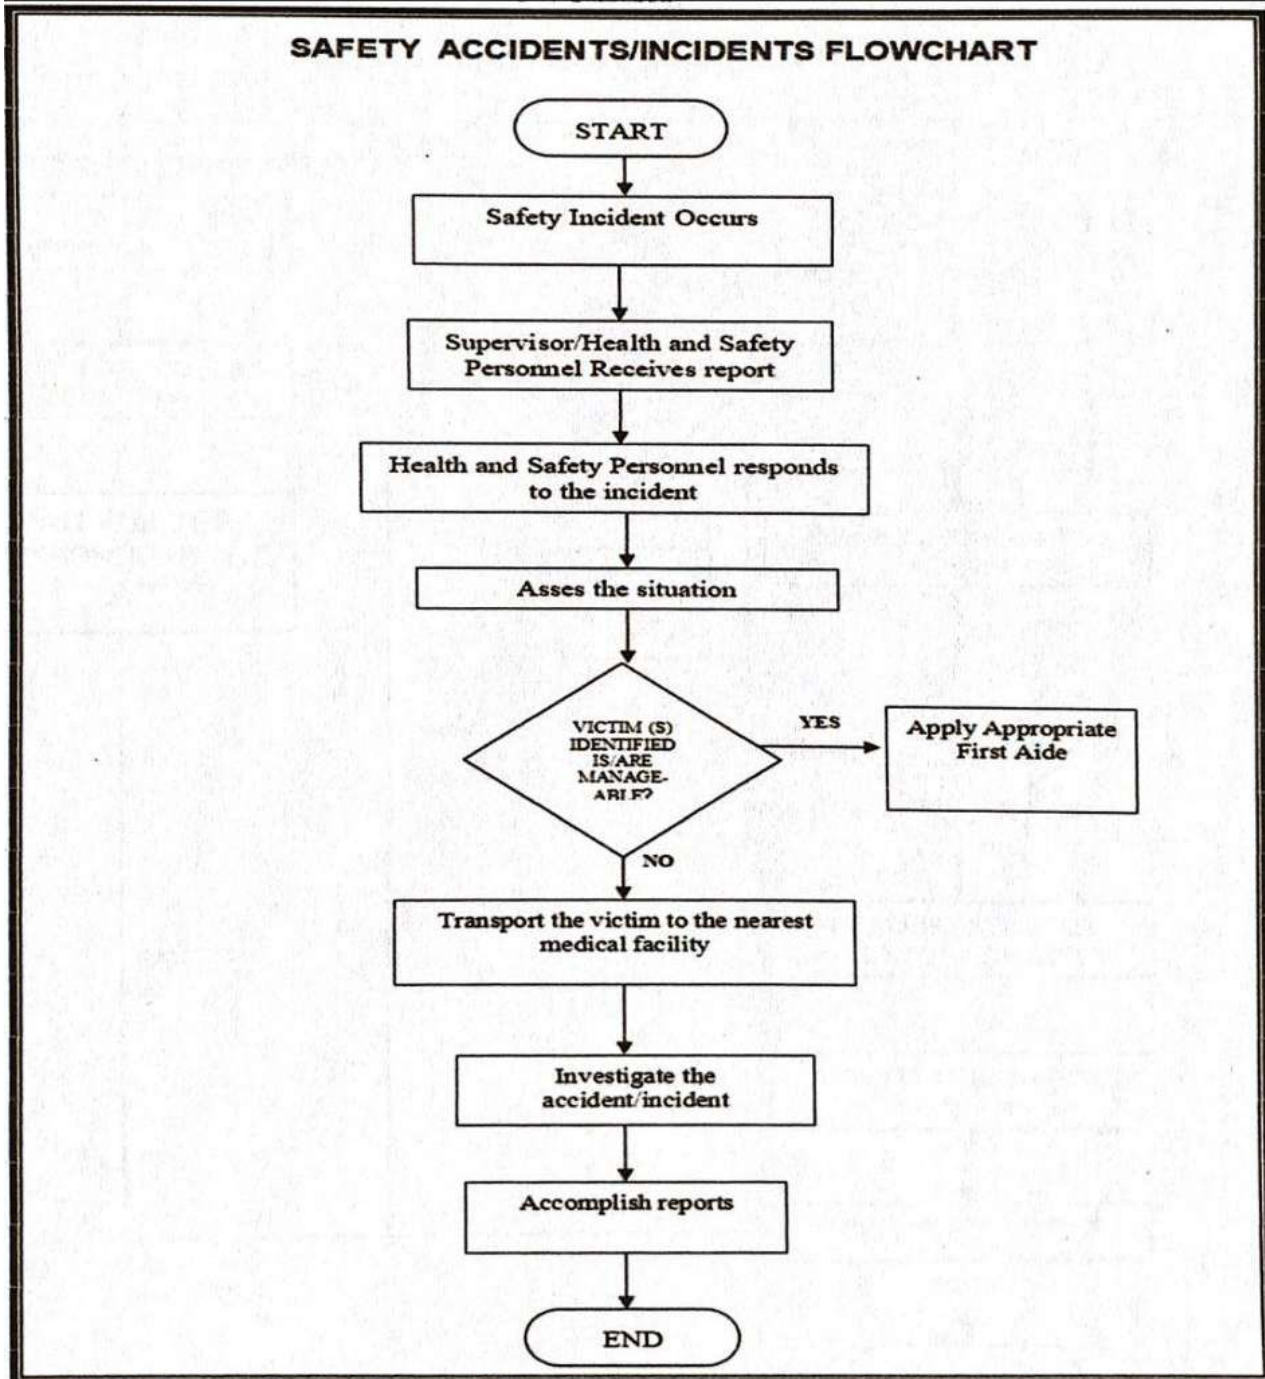 SAFETY ACCIDENTS/INCIDENTS FLOWCHART
START
Safety Incident Occurs
Supervisor/Health and Safety
Personnel Receives report
Health and Safety Personnel responds
to the incident
Asses the situation
VICTIM (S)
IDENTIFIED
IS/ARE
MANAGE-
ABLE?
YES
Apply Appropriate
First Aide
NO
Transport the victim to the nearest
medical facility
Investigate the
accident/incident
Accomplish reports
END